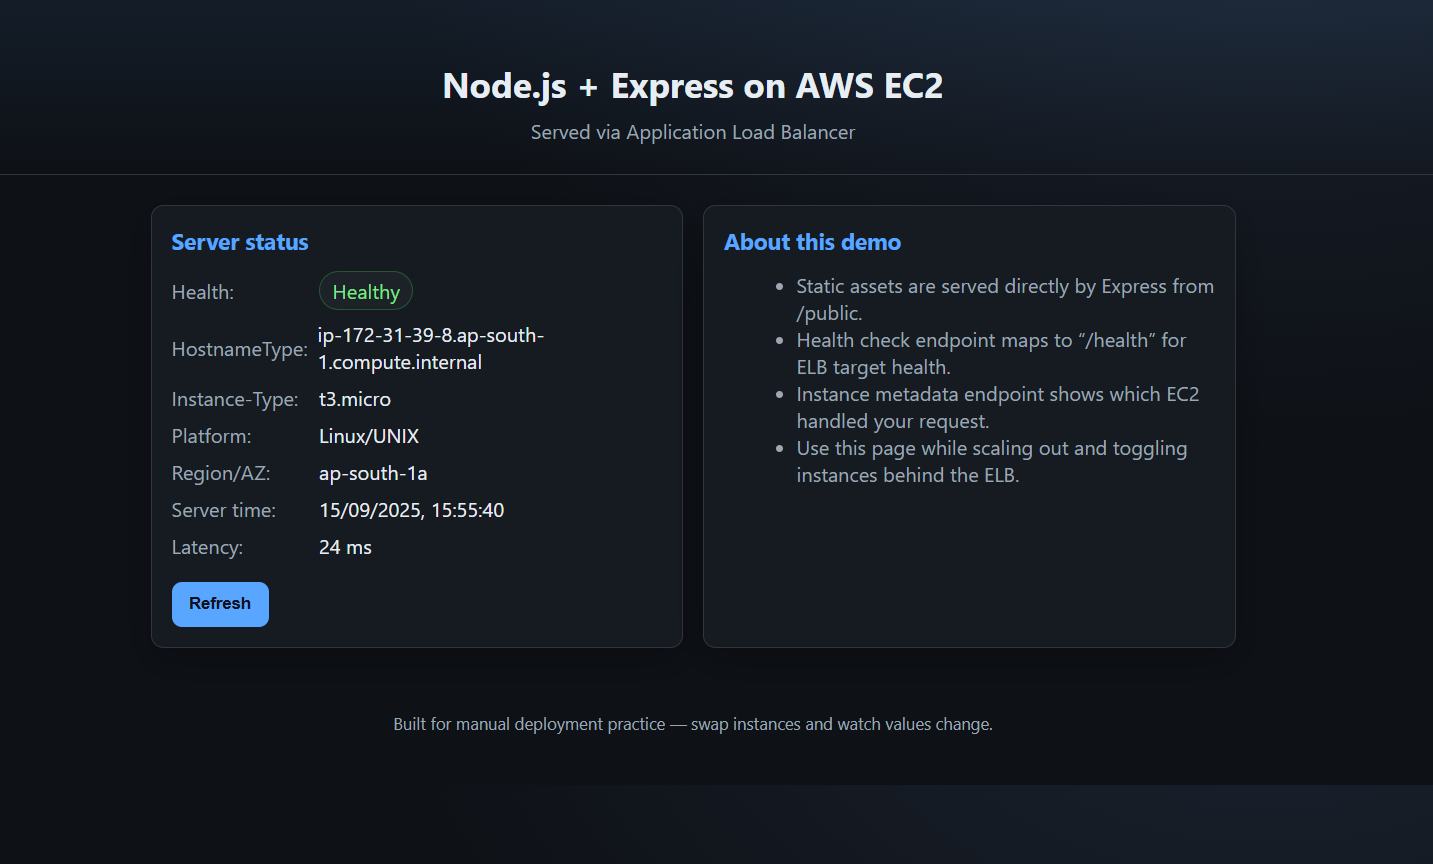 Node.js + Express on AWS EC2
Served via Application Load Balancer
Server status
Health: Healthy
HostnameType: ip-172-31-39-8.ap-south-
1.compute.internal
Instance-Type: t3.micro
Platform: Linux/UNIX
Region/AZ: ap-south-1a
Server time: 15/09/2025, 15:55:40
Latency: 24 ms
Refresh
About this demo
• Static assets are served directly by Express from
/public.
• Health check endpoint maps to “/health” for
ELB target health.
• Instance metadata endpoint shows which EC2
handled your request.
• Use this page while scaling out and toggling
instances behind the ELB.
Built for manual deployment practice — swap instances and watch values change.